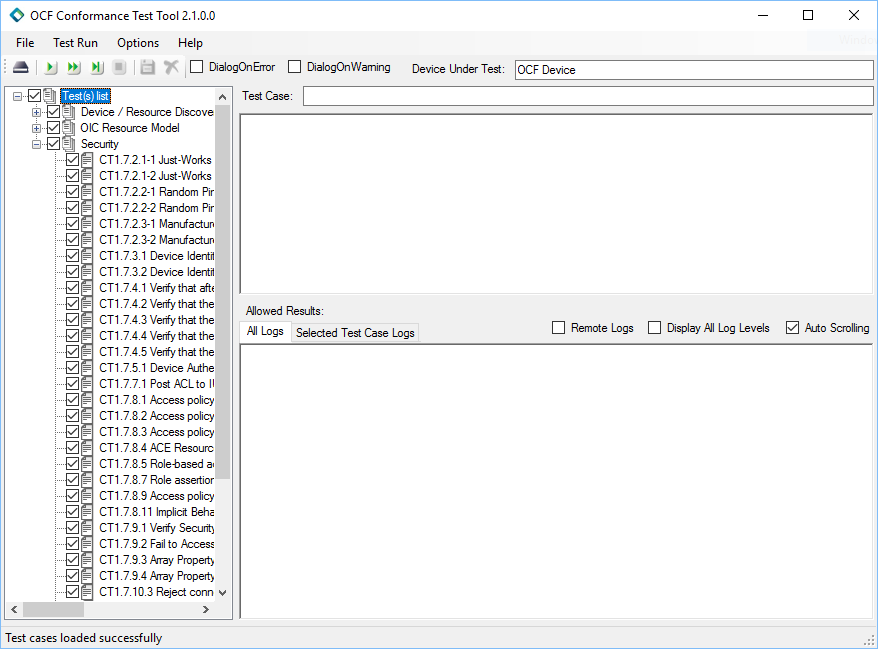 OCF Conformance Test Tool 2.1.0.0
File Test Run Options Help
DialogOnError DialogOnWarning Device Under Test: OCF Device
Test(s) list
Device / Resource Discove
OIC Resource Model
Security
CT1.7.2.1-1 Just-Works
CT1.7.2.1-2 Just-Works
CT1.7.2.2-1 Random Pin
CT1.7.2.2-2 Random Pin
CT1.7.2.3-1 Manufacture
CT1.7.2.3-2 Manufacture
CT1.7.3.1 Device Identif
CT1.7.3.2 Device Identif
CT1.7.4.1 Verify that afte
CT1.7.4.2 Verify that the
CT1.7.4.3 Verify that the
CT1.7.4.4 Verify that the
CT1.7.4.5 Verify that the
CT1.7.5.1 Device Authe
CT1.7.7.1 Post ACL to IU
CT1.7.8.1 Access policy
CT1.7.8.2 Access policy
CT1.7.8.3 Access policy
CT1.7.8.4 ACE Resourc
CT1.7.8.5 Role-based a
CT1.7.8.7 Role assertion
CT1.7.8.9 Access policy
CT1.7.8.11 Implicit Beha
CT1.7.9.1 Verify Security
CT1.7.9.2 Fail to Access
CT1.7.9.3 Array Property
CT1.7.9.4 Array Property
CT1.7.10.3 Reject conn
Test Case:
Allowed Results:
All Logs Selected Test Case Logs Remote Logs Display All Log Levels Auto Scrolling
Test cases loaded successfully